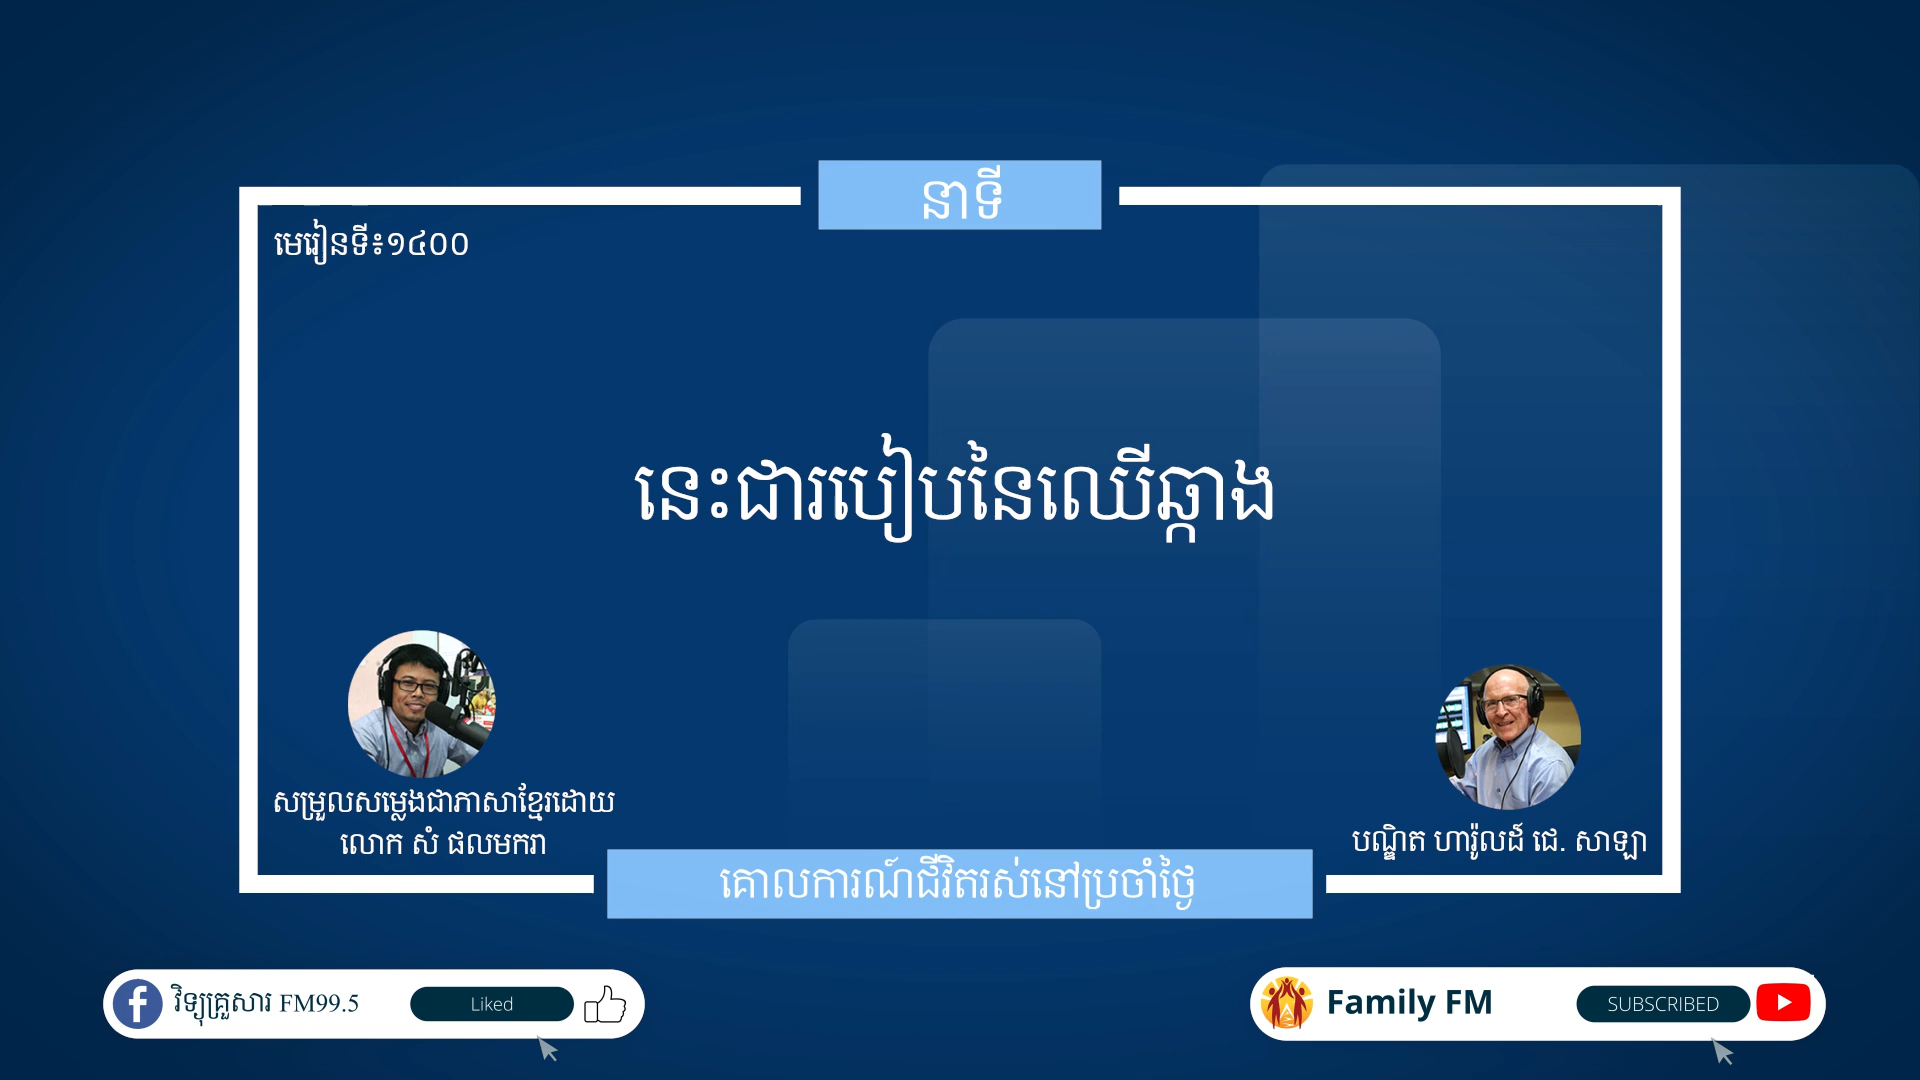 នាទី
មេរៀនទី៖១៤០០
នេះជារបៀបនៃឈើឆ្កាង
សម្រួលសម្លេងជាភាសាខ្មែរដោយ
លោក សំ ផលមករា
បណ្ឌិត ហារ៉ូលដ៍ ជេ. សាឡា
គោលការណ៍ជីវិតរស់នៅប្រចាំថ្ងៃ
វិទ្យុគ្រួសារ FM99.5
Liked
Family FM
SUBSCRIBED